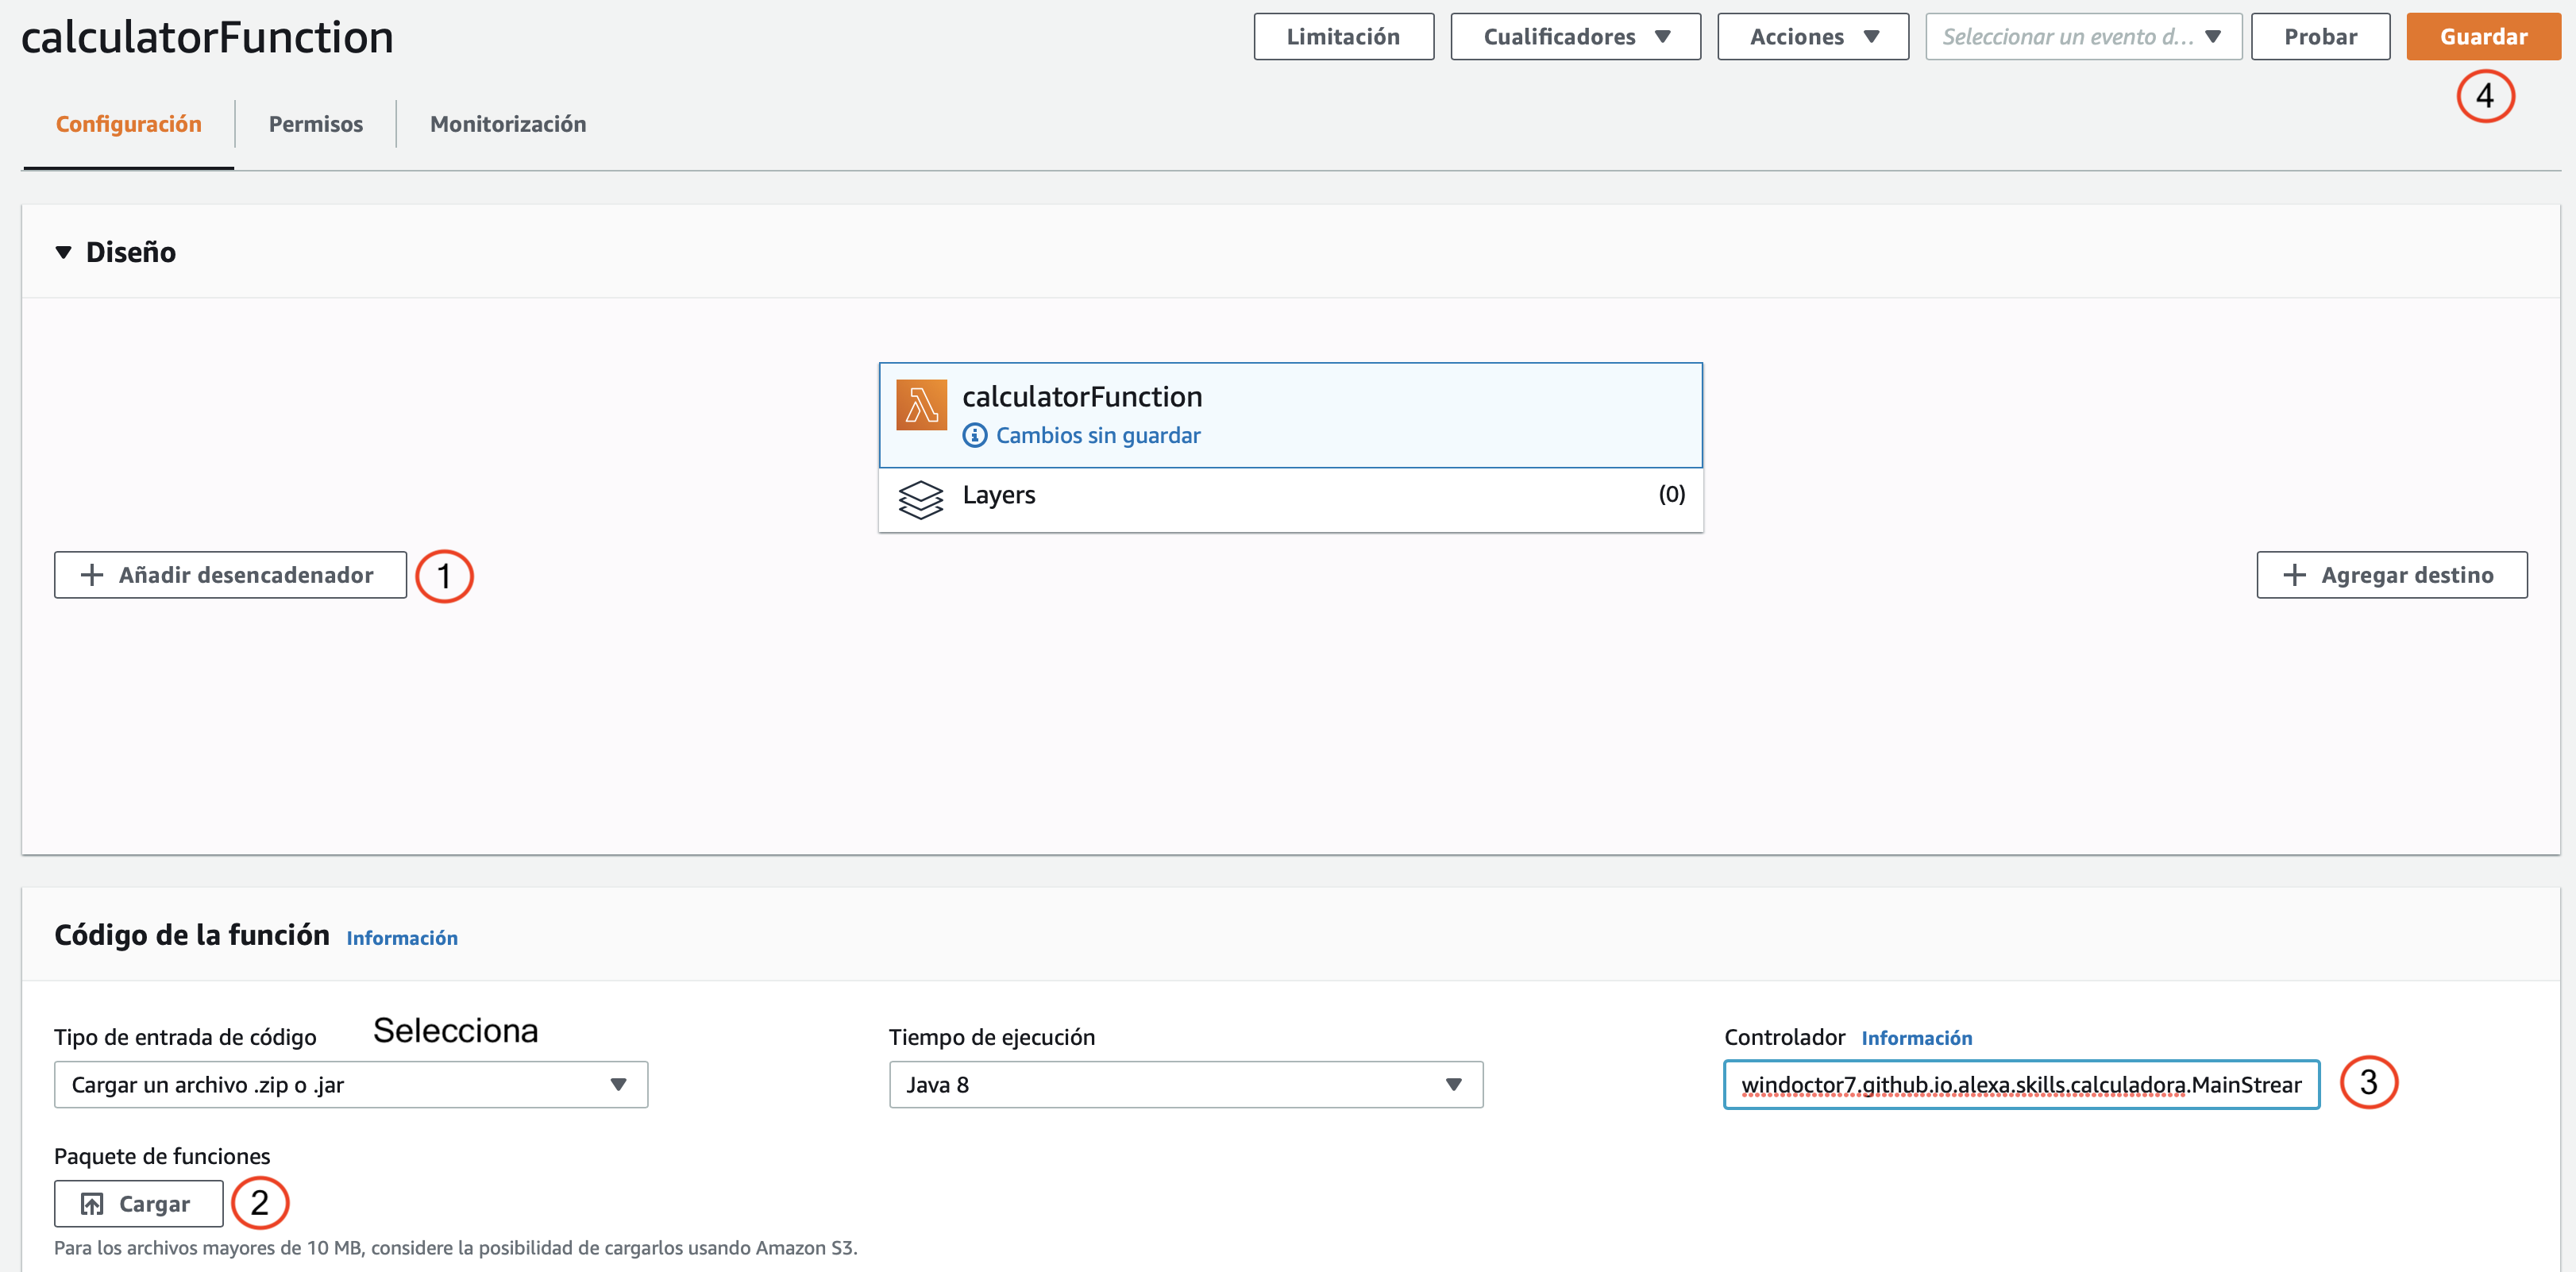 calculatorFunction
Limitación
Cualificadores
Acciones
Seleccionar un evento d...
Probar
Guardar
4
Configuración
Permisos
Monitorización
Diseño
calculatorFunction
Cambios sin guardar
Layers
(0)
Añadir desencadenador
1
Agregar destino
Código de la función Información
Tipo de entrada de código
Selecciona
Tiempo de ejecución
Controlador Información
Cargar un archivo .zip o .jar
Java 8
windoctor7.github.io.alexa.skills.calculadora.MainStrear
3
Paquete de funciones
Cargar
2
Para los archivos mayores de 10 MB, considere la posibilidad de cargarlos usando Amazon S3.